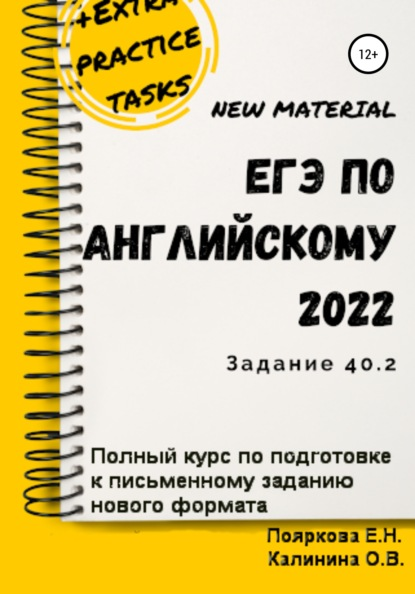 +EXTRA
PRACTICE
TASKS
12+
NEW MATERIAL
ЕГЭ ПО
АНГЛИЙСКОМУ
2022
Задание 40.2
Полный курс по подготовке
к письменному заданию
нового формата
Пояркова Е.Н.
Калинина О.В.